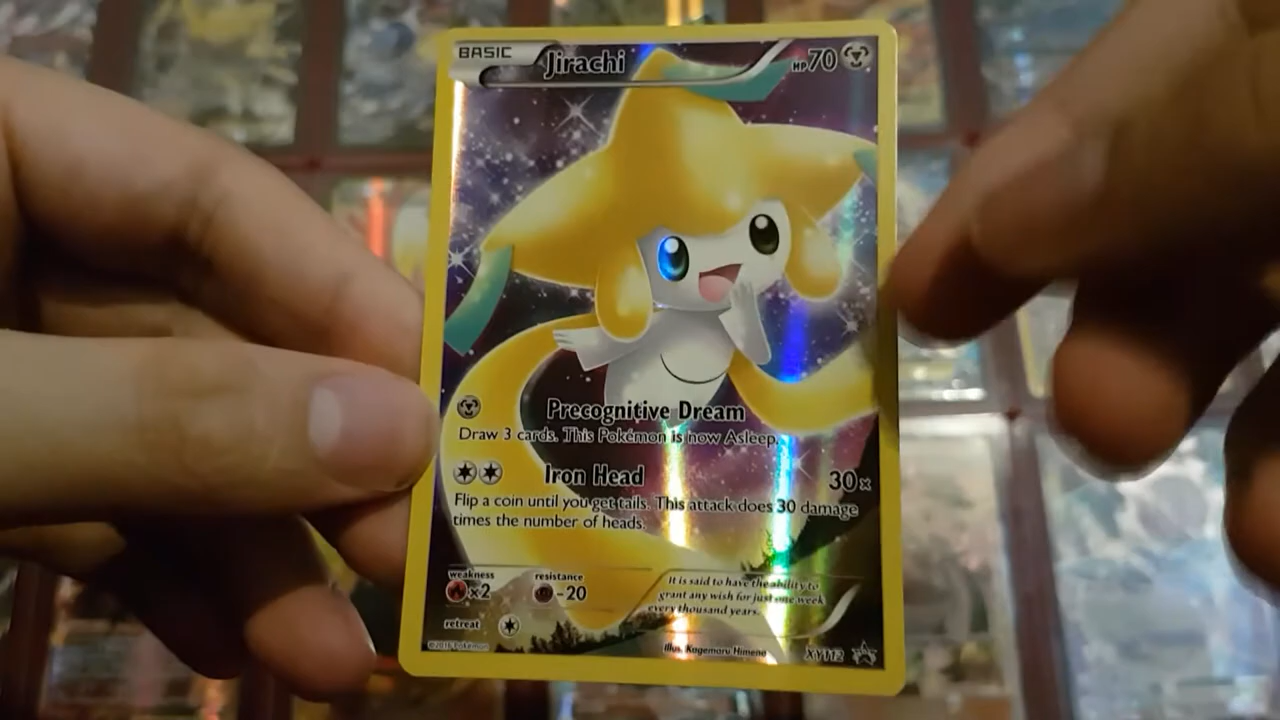 BASIC Jirachi HP70
Precognitive Dream
Draw 3 cards. This Pokémon is now Asleep.
Iron Head 30x
Flip a coin until you get tails. This attack does 30 damage
times the number of heads.
weakness resistance
x2 -20
It is said to have the ability to
grant any wish for just one week
every thousand years.
retreat
©2016 Pokémon
Illus. Kagemaru Himeno XY112